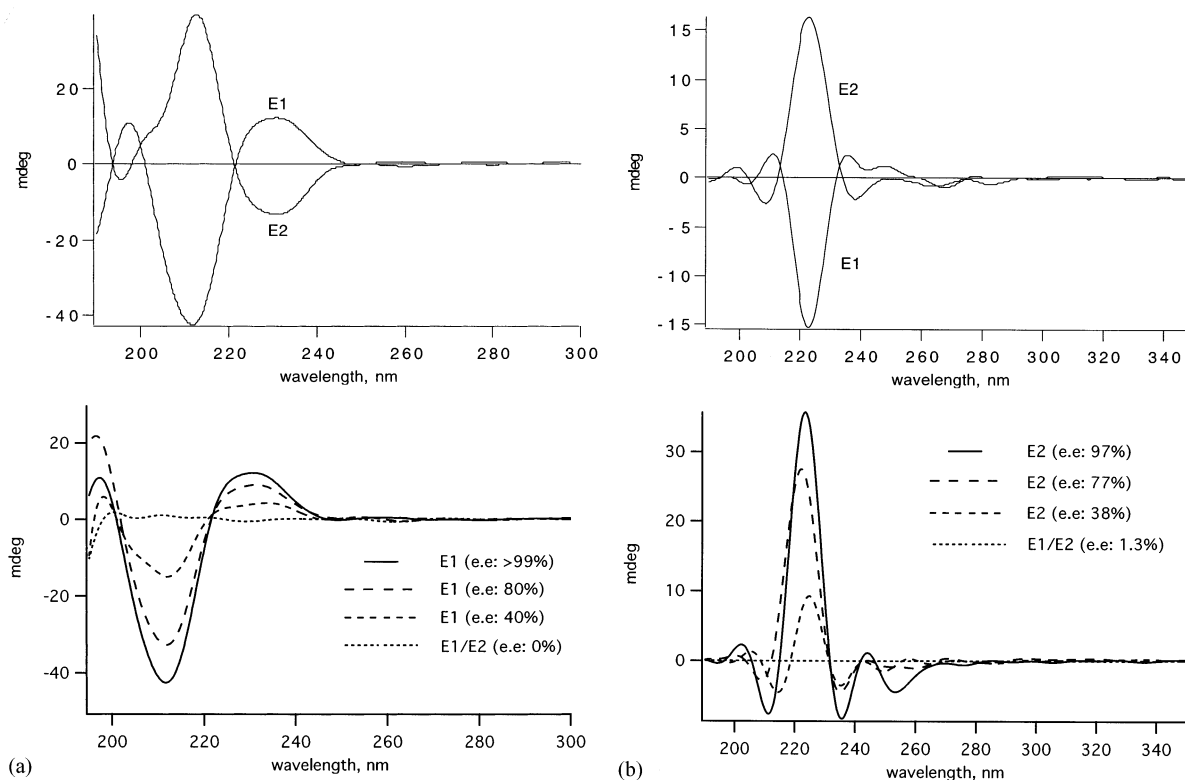 20
0
-20
-40
mdeg
E1
E2
200 220 240 260 280 300
wavelength, nm
15
10
5
0
-5
-10
-15
mdeg
E2
E1
200 220 240 260 280 300 320 340
wavelength, nm
20
0
-20
-40
mdeg
E1 (e.e: >99%)
E1 (e.e: 80%)
E1 (e.e: 40%)
E1/E2 (e.e: 0%)
200 220 240 260 280 300
wavelength, nm
(a)
30
20
10
0
mdeg
E2 (e.e: 97%)
E2 (e.e: 77%)
E2 (e.e: 38%)
E1/E2 (e.e: 1.3%)
200 220 240 260 280 300 320 340
wavelength, nm
(b)